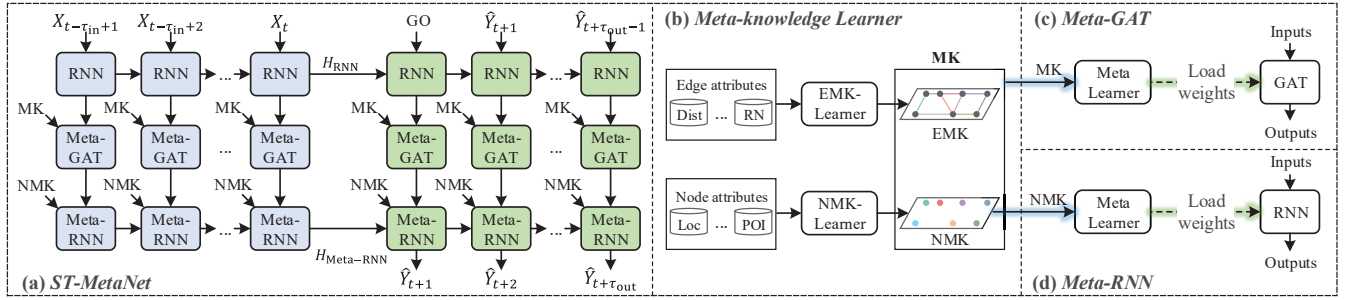 X_{t−τ_in+1} X_{t−τ_in+2} X_t GO Ŷ_{t+1} Ŷ_{t+τ_out−1}
RNN RNN ... RNN H_RNN RNN RNN ... RNN
MK MK MK MK MK MK
Meta-GAT Meta-GAT ... Meta-GAT Meta-GAT Meta-GAT ... Meta-GAT
NMK NMK NMK NMK NMK NMK
Meta-RNN Meta-RNN ... Meta-RNN H_{Meta−RNN} Meta-RNN Meta-RNN ... Meta-RNN
Ŷ_{t+1} Ŷ_{t+2} Ŷ_{t+τ_out}
(a) ST-MetaNet
(b) Meta-knowledge Learner
MK
Edge attributes
Dist ... RN
EMK-
Learner
EMK
Node attributes
Loc ... POI
NMK-
Learner
NMK
(c) Meta-GAT
Inputs
MK
Meta
Learner
Load
weights
GAT
Outputs
Inputs
NMK
Meta
Learner
Load
weights
RNN
Outputs
(d) Meta-RNN